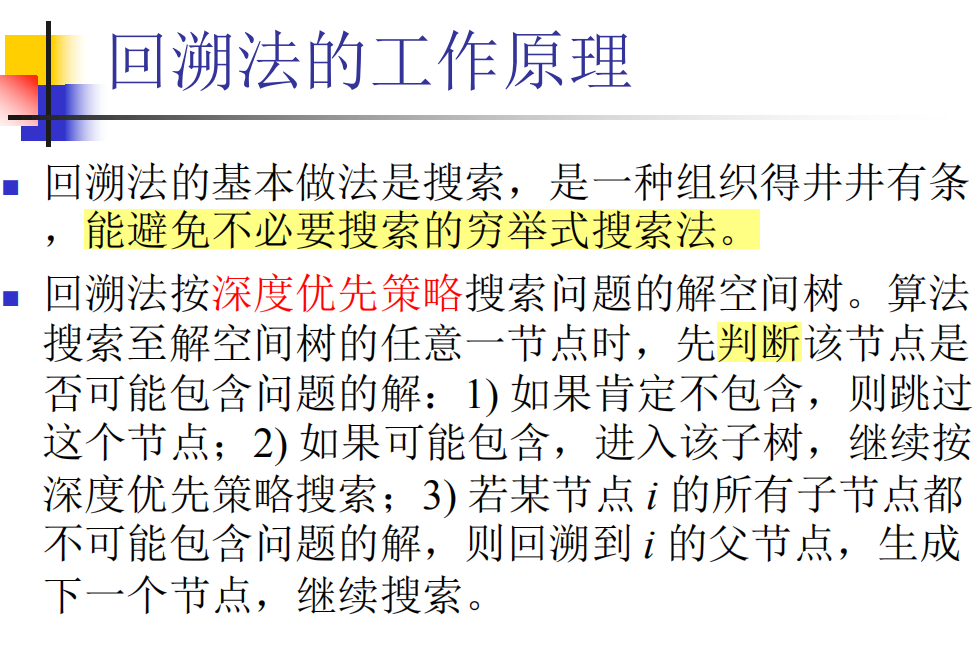 回溯法的工作原理
回溯法的基本做法是搜索，是一种组织得井井有条
，能避免不必要搜索的穷举式搜索法。
回溯法按深度优先策略搜索问题的解空间树。算法
搜索至解空间树的任意一节点时，先判断该节点是
否可能包含问题的解：1) 如果肯定不包含，则跳过
这个节点；2) 如果可能包含，进入该子树，继续按
深度优先策略搜索；3) 若某节点 i 的所有子节点都
不可能包含问题的解，则回溯到 i 的父节点，生成
下一个节点，继续搜索。